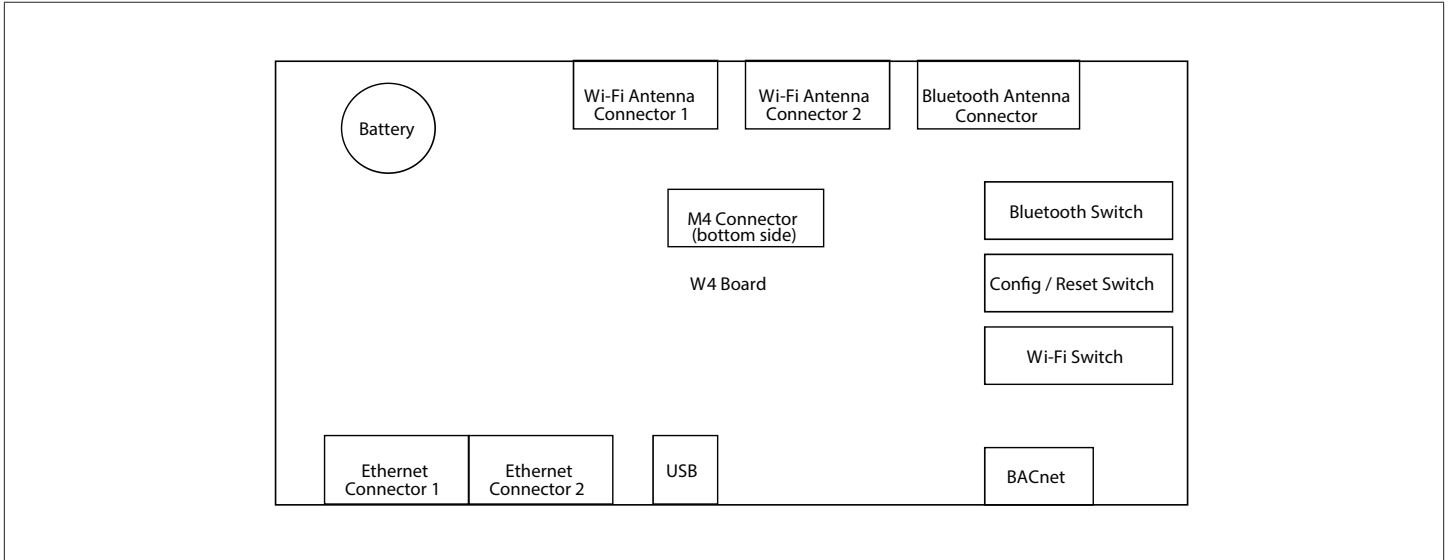 Battery
Wi-Fi Antenna
Connector 1
Wi-Fi Antenna
Connector 2
Bluetooth Antenna
Connector
M4 Connector
(bottom side)
W4 Board
Bluetooth Switch
Config / Reset Switch
Wi-Fi Switch
Ethernet
Connector 1
Ethernet
Connector 2
USB
BACnet